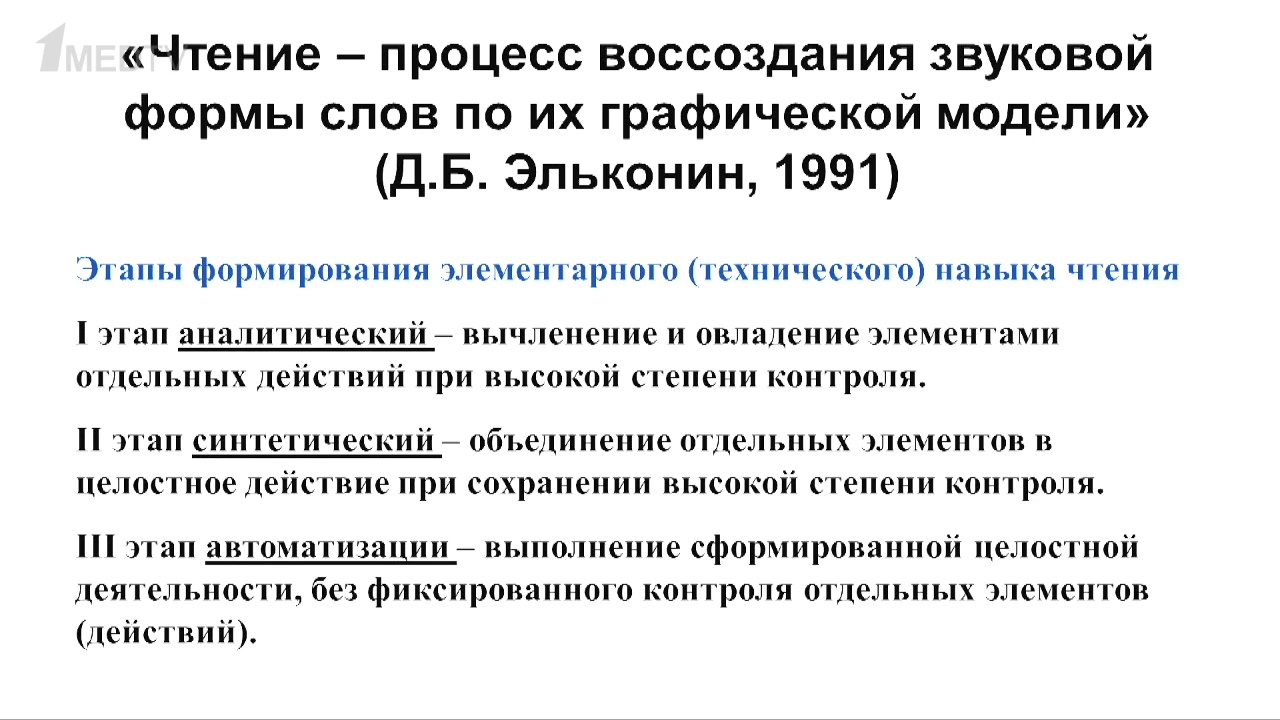 1МЕДTV
«Чтение – процесс воссоздания звуковой
формы слов по их графической модели»
(Д.Б. Эльконин, 1991)
Этапы формирования элементарного (технического) навыка чтения
I этап аналитический – вычленение и овладение элементами
отдельных действий при высокой степени контроля.
II этап синтетический – объединение отдельных элементов в
целостное действие при сохранении высокой степени контроля.
III этап автоматизации – выполнение сформированной целостной
деятельности, без фиксированного контроля отдельных элементов
(действий).